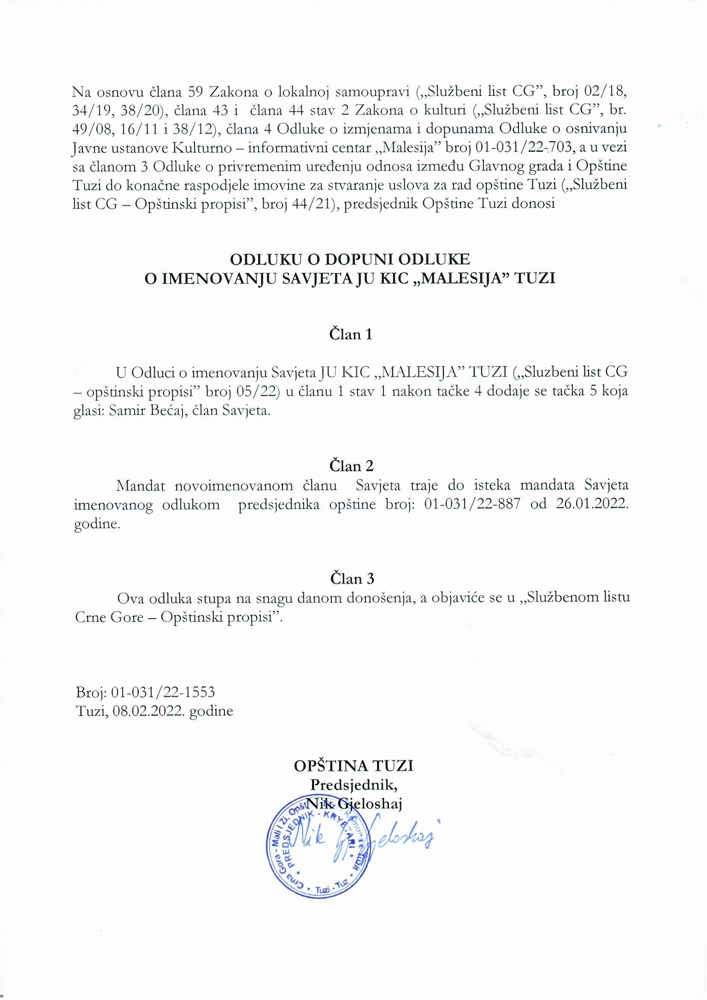 Na osnovu člana 59 Zakona o lokalnoj samoupravi („Službeni list CG”, broj 02/18,
34/19, 38/20), člana 43 i člana 44 stav 2 Zakona o kulturi („Službeni list CG”, br.
49/08, 16/11 i 38/12), člana 4 Odluke o izmjenama i dopunama Odluke o osnivanju
Javne ustanove Kulturno – informativni centar „Malesija” broj 01-031/22-703, a u vezi
sa članom 3 Odluke o privremenim uređenju odnosa između Glavnog grada i Opštine
Tuzi do konačne raspodjele imovine za stvaranje uslova za rad opštine Tuzi („Službeni
list CG – Opštinski propisi”, broj 44/21), predsjednik Opštine Tuzi donosi
ODLUKU O DOPUNI ODLUKE
O IMENOVANJU SAVJETA JU KIC „MALESIJA” TUZI
Član 1
U Odluci o imenovanju Savjeta JU KIC „MALESIJA” TUZI („Sluzbeni list CG
– opštinski propisi” broj 05/22) u članu 1 stav 1 nakon tačke 4 dodaje se tačka 5 koja
glasi: Samir Bećaj, član Savjeta.
Član 2
Mandat novoimenovanom članu Savjeta traje do isteka mandata Savjeta
imenovanog odlukom predsjednika opštine broj: 01-031/22-887 od 26.01.2022.
godine.
Član 3
Ova odluka stupa na snagu danom donošenja, a objaviće se u „Službenom listu
Crne Gore – Opštinski propisi”.
Broj: 01-031/22-1553
Tuzi, 08.02.2022. godine
OPŠTINA TUZI
Predsjednik,
Nik Gjeloshaj
Nik Gjeloshaj
Crna Gora - Mali i Zi, Tuzi - Komuna e Tuzit
PREDSJEDNIK - KRYETARI
Tuzi - Tuz